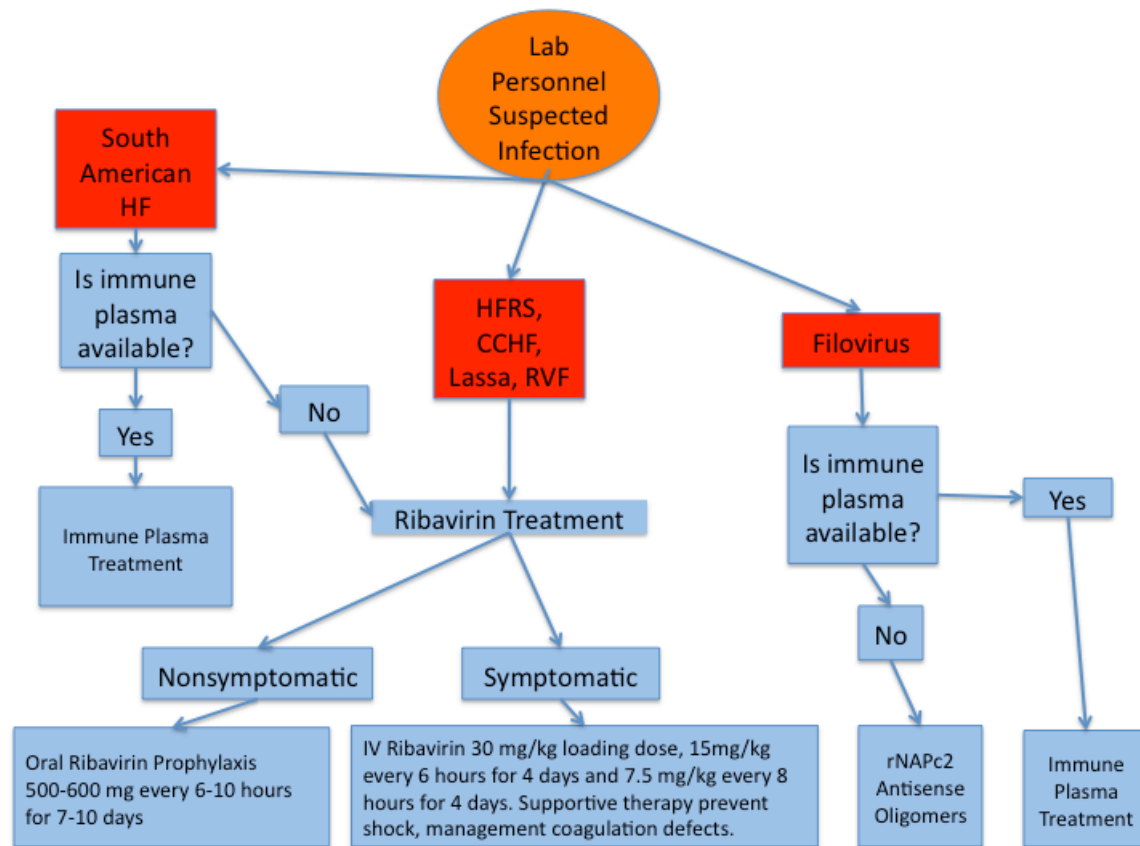 Lab
Personnel
Suspected
Infection
South
American
HF
Is immune
plasma
available?
Yes
No
Immune Plasma
Treatment
HFRS,
CCHF,
Lassa, RVF
Ribavirin Treatment
Nonsymptomatic
Symptomatic
Oral Ribavirin Prophylaxis
500-600 mg every 6-10 hours
for 7-10 days
IV Ribavirin 30 mg/kg loading dose, 15mg/kg
every 6 hours for 4 days and 7.5 mg/kg every 8
hours for 4 days. Supportive therapy prevent
shock, management coagulation defects.
Filovirus
Is immune
plasma
available?
Yes
No
rNAPc2
Antisense
Oligomers
Immune
Plasma
Treatment